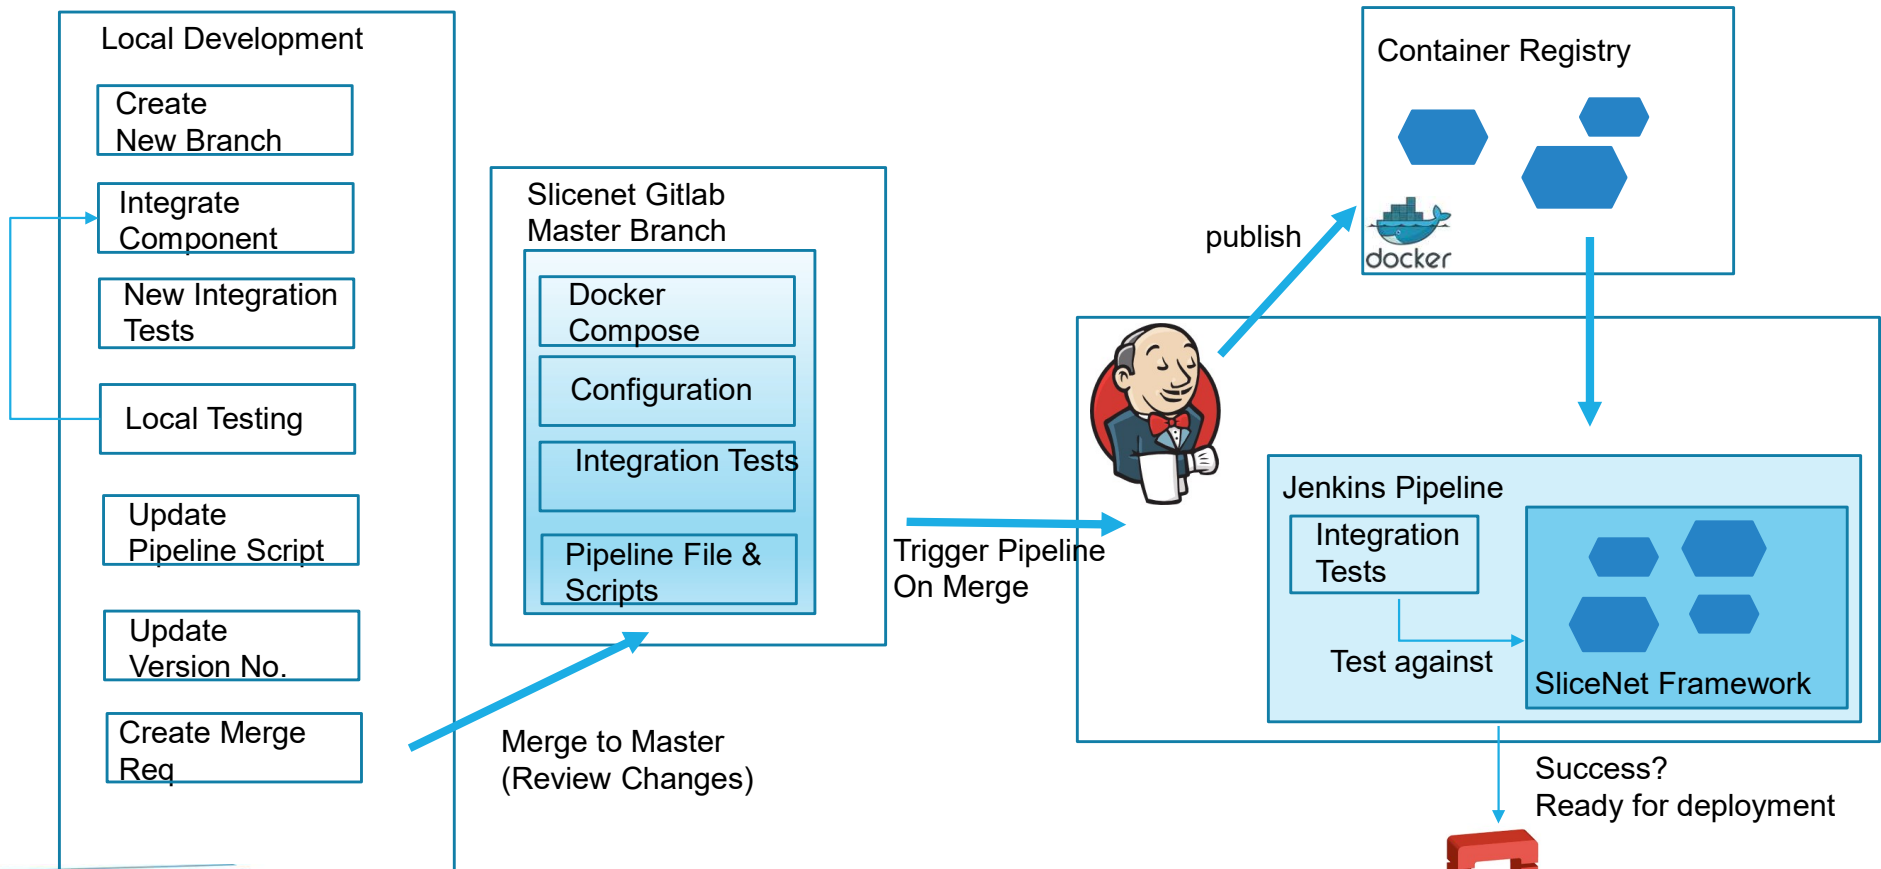 Local Development
Create
New Branch
Integrate
Component
New Integration
Tests
Local Testing
Update
Pipeline Script
Update
Version No.
Create Merge
Req
Slicenet Gitlab
Master Branch
Docker
Compose
Configuration
Integration Tests
Pipeline File &
Scripts
Merge to Master
(Review Changes)
Trigger Pipeline
On Merge
publish
Container Registry
docker
Jenkins Pipeline
Integration
Tests
Test against
SliceNet Framework
Success?
Ready for deployment